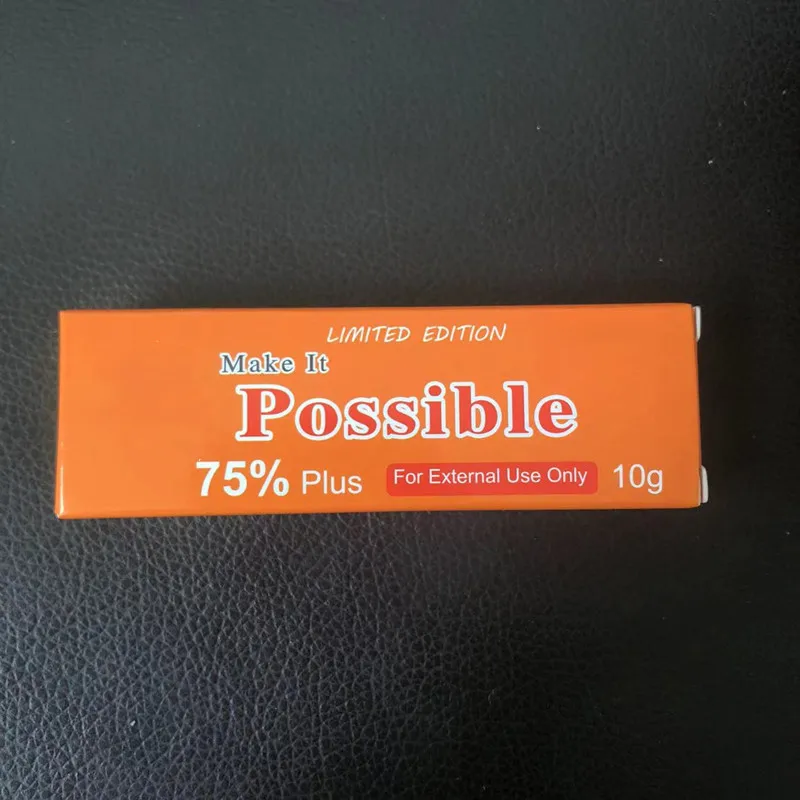 LIMITED EDITION
Make It
Possible
75% Plus For External Use Only 10g